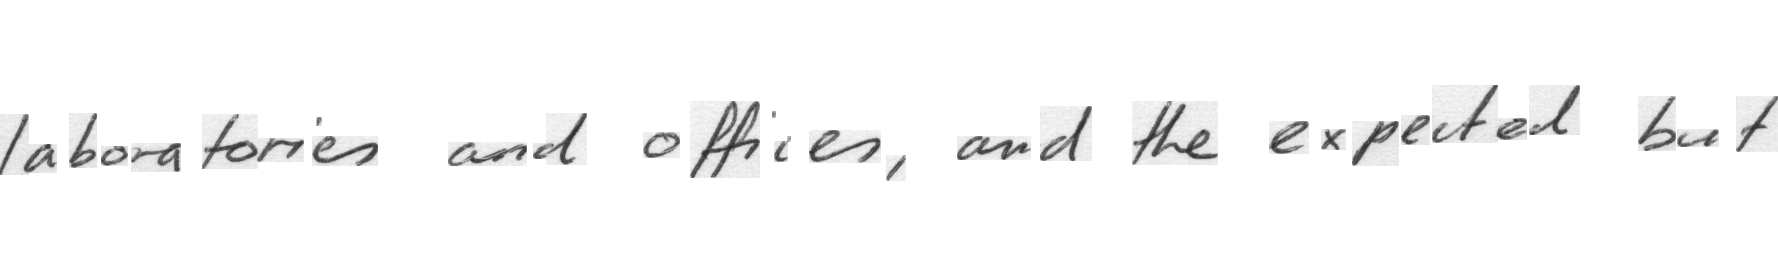 laboratories and offices, and the expected but